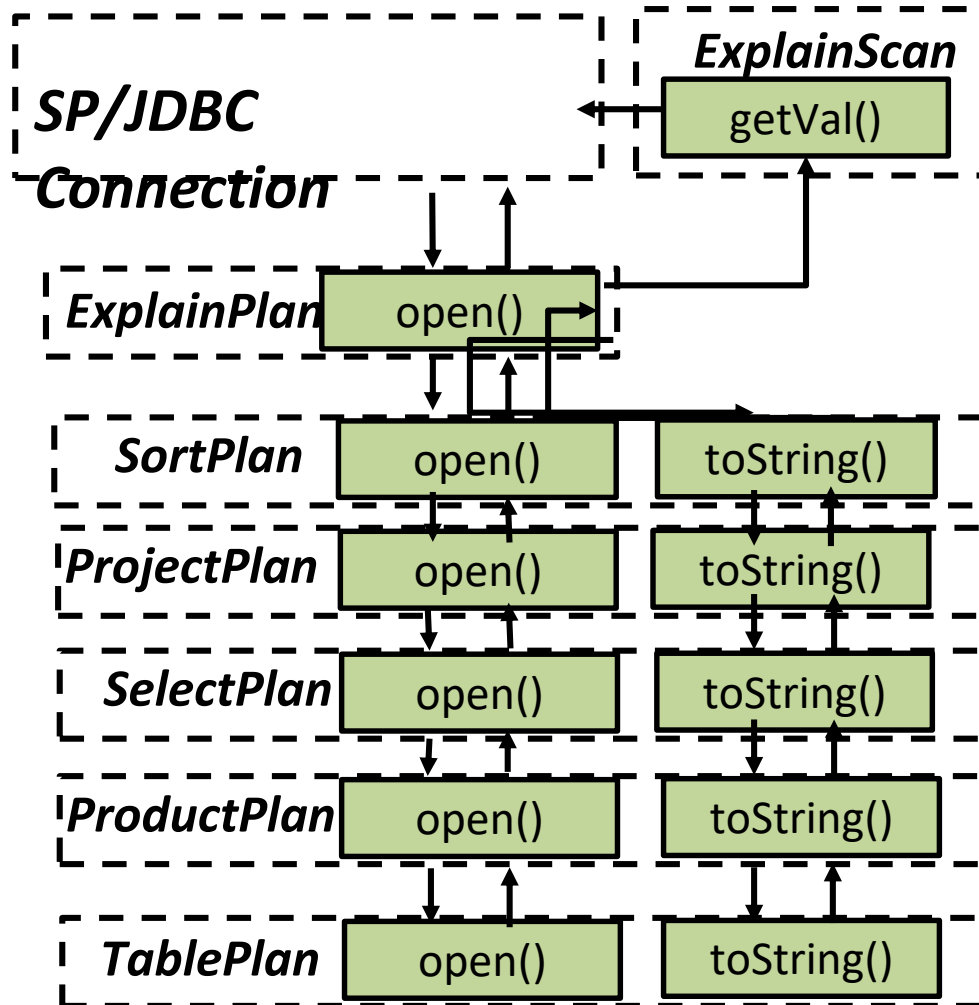 ExplainScan
SP/JDBC
Connection
getVal()
ExplainPlan
open()
SortPlan
open()
toString()
ProjectPlan
open()
toString()
SelectPlan
open()
toString()
ProductPlan
open()
toString()
TablePlan
open()
toString()